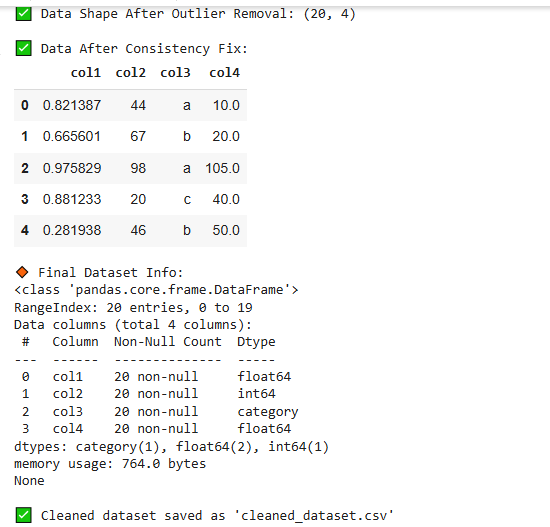 ✅ Data Shape After Outlier Removal: (20, 4)
✅ Data After Consistency Fix:
col1 col2 col3 col4
0 0.821387 44 a 10.0
1 0.665601 67 b 20.0
2 0.975829 98 a 105.0
3 0.881233 20 c 40.0
4 0.281938 46 b 50.0
🔶 Final Dataset Info:
<class 'pandas.core.frame.DataFrame'>
RangeIndex: 20 entries, 0 to 19
Data columns (total 4 columns):
#   Column  Non-Null Count  Dtype
---  ------  --------------  -----
0   col1    20 non-null     float64
1   col2    20 non-null     int64
2   col3    20 non-null     category
3   col4    20 non-null     float64
dtypes: category(1), float64(2), int64(1)
memory usage: 764.0 bytes
None
✅ Cleaned dataset saved as 'cleaned_dataset.csv'